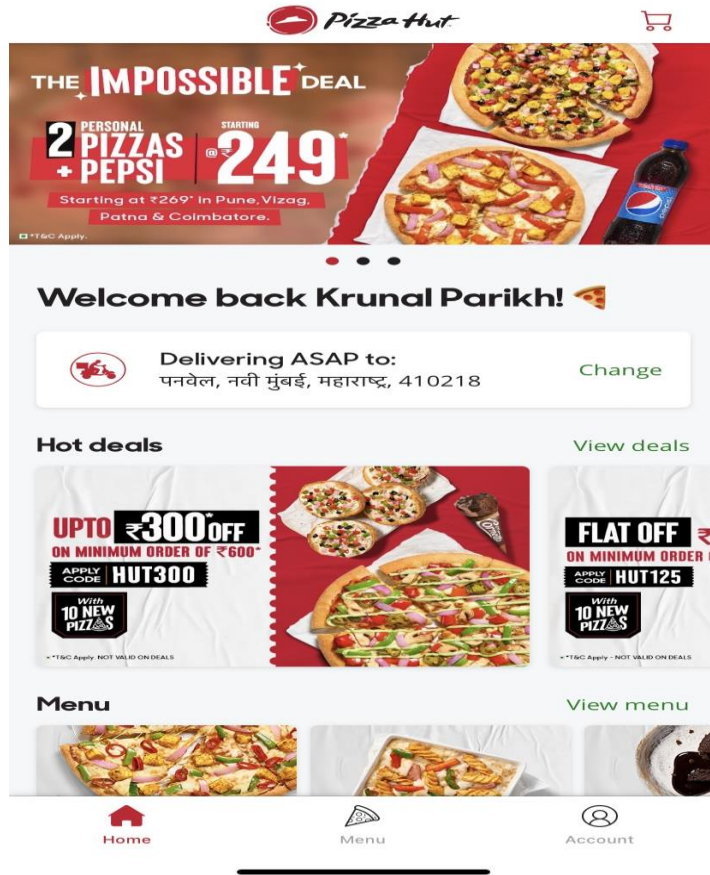 Pizza Hut
THE IMPOSSIBLE DEAL
2 PERSONAL PIZZAS + PEPSI
STARTING @ ₹249*
Starting at ₹269* in Pune, Vizag,
Patna & Coimbatore.
*T&C Apply.
Welcome back Krunal Parikh!
Delivering ASAP to:
पनवेल, नवी मुंबई, महाराष्ट्र, 410218
Change
Hot deals
View deals
UPTO ₹300* OFF
ON MINIMUM ORDER OF ₹600*
APPLY CODE HUT300
With
10 NEW
PIZZAS
*T&C Apply. NOT VALID ON DEALS
FLAT OFF ₹
ON MINIMUM ORDER
APPLY CODE HUT125
With
10 NEW
PIZZAS
*T&C Apply - NOT VALID ON DEALS
Menu
View menu
Home
Menu
Account